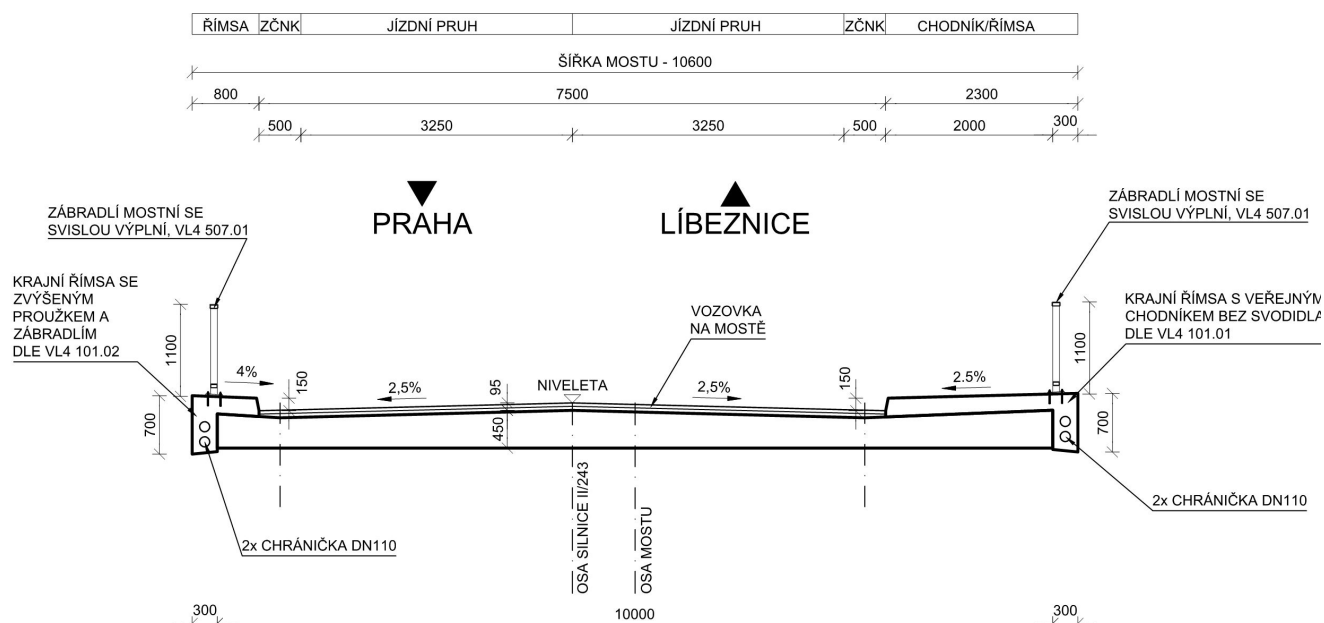 ŘÍMSA ZČNK JÍZDNÍ PRUH JÍZDNÍ PRUH ZČNK CHODNÍK/ŘÍMSA
ŠÍŘKA MOSTU - 10600
800 7500 2300
500 3250 3250 500 2000 300
PRAHA LÍBEZNICE
ZÁBRADLÍ MOSTNÍ SE
SVISLOU VÝPLNÍ, VL4 507.01
ZÁBRADLÍ MOSTNÍ SE
SVISLOU VÝPLNÍ, VL4 507.01
KRAJNÍ ŘÍMSA SE
ZVÝŠENÝM
PROUŽKEM A
ZÁBRADLÍM
DLE VL4 101.02
KRAJNÍ ŘÍMSA S VEŘEJNÝM
CHODNÍKEM BEZ SVODIDLA
DLE VL4 101.01
VOZOVKA
NA MOSTĚ
1100
4%
150
2,5%
95
NIVELETA
2,5%
150
2.5%
1100
700
450
700
OSA SILNICE II/243
OSA MOSTU
2x CHRÁNIČKA DN110
2x CHRÁNIČKA DN110
300 10000 300